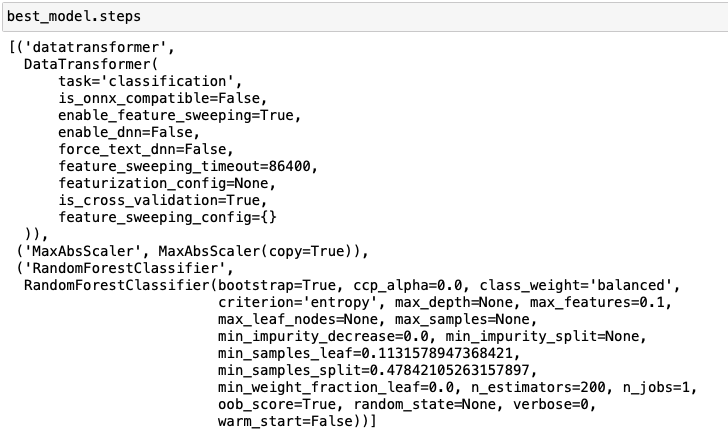 best_model.steps
[('datatransformer',
  DataTransformer(
      task='classification',
      is_onnx_compatible=False,
      enable_feature_sweeping=True,
      enable_dnn=False,
      force_text_dnn=False,
      feature_sweeping_timeout=86400,
      featurization_config=None,
      is_cross_validation=True,
      feature_sweeping_config={}
  )),
 ('MaxAbsScaler', MaxAbsScaler(copy=True)),
 ('RandomForestClassifier',
  RandomForestClassifier(bootstrap=True, ccp_alpha=0.0, class_weight='balanced',
                         criterion='entropy', max_depth=None, max_features=0.1,
                         max_leaf_nodes=None, max_samples=None,
                         min_impurity_decrease=0.0, min_impurity_split=None,
                         min_samples_leaf=0.1131578947368421,
                         min_samples_split=0.47842105263157897,
                         min_weight_fraction_leaf=0.0, n_estimators=200, n_jobs=1,
                         oob_score=True, random_state=None, verbose=0,
                         warm_start=False))]